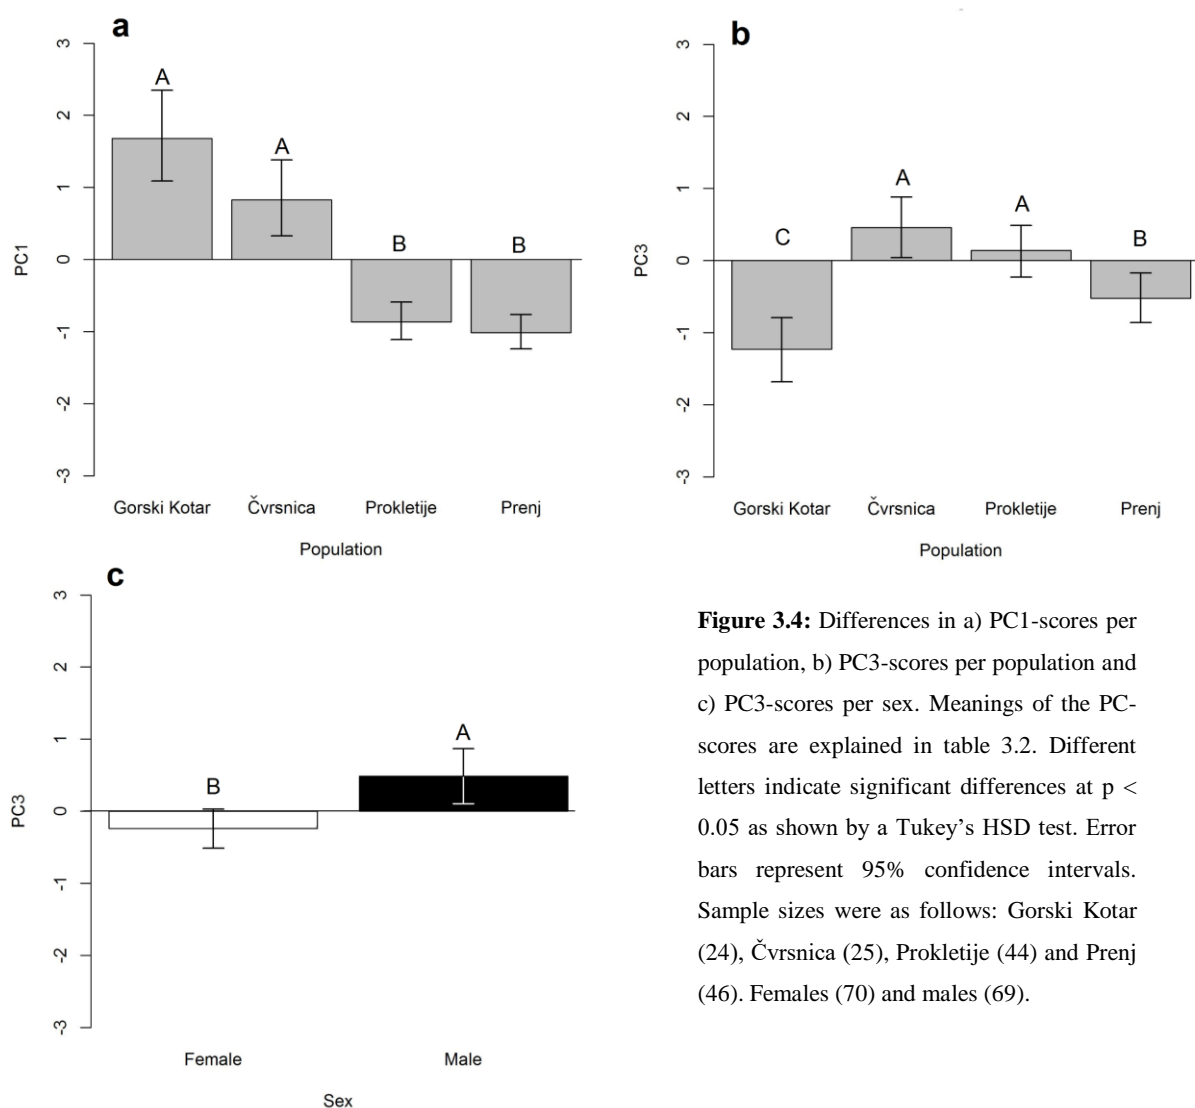 a
3
2
1
0
-1
-2
-3
PC1
A
A
B
B
Gorski Kotar
Čvrsnica
Prokletije
Prenj
Population
b
3
2
1
0
-1
-2
-3
PC3
C
A
A
B
Gorski Kotar
Čvrsnica
Prokletije
Prenj
Population
c
3
2
1
0
-1
-2
-3
PC3
B
A
Female
Male
Sex
Figure 3.4: Differences in a) PC1-scores per
population, b) PC3-scores per population and
c) PC3-scores per sex. Meanings of the PC-
scores are explained in table 3.2. Different
letters indicate significant differences at p <
0.05 as shown by a Tukey’s HSD test. Error
bars represent 95% confidence intervals.
Sample sizes were as follows: Gorski Kotar
(24), Čvrsnica (25), Prokletije (44) and Prenj
(46). Females (70) and males (69).